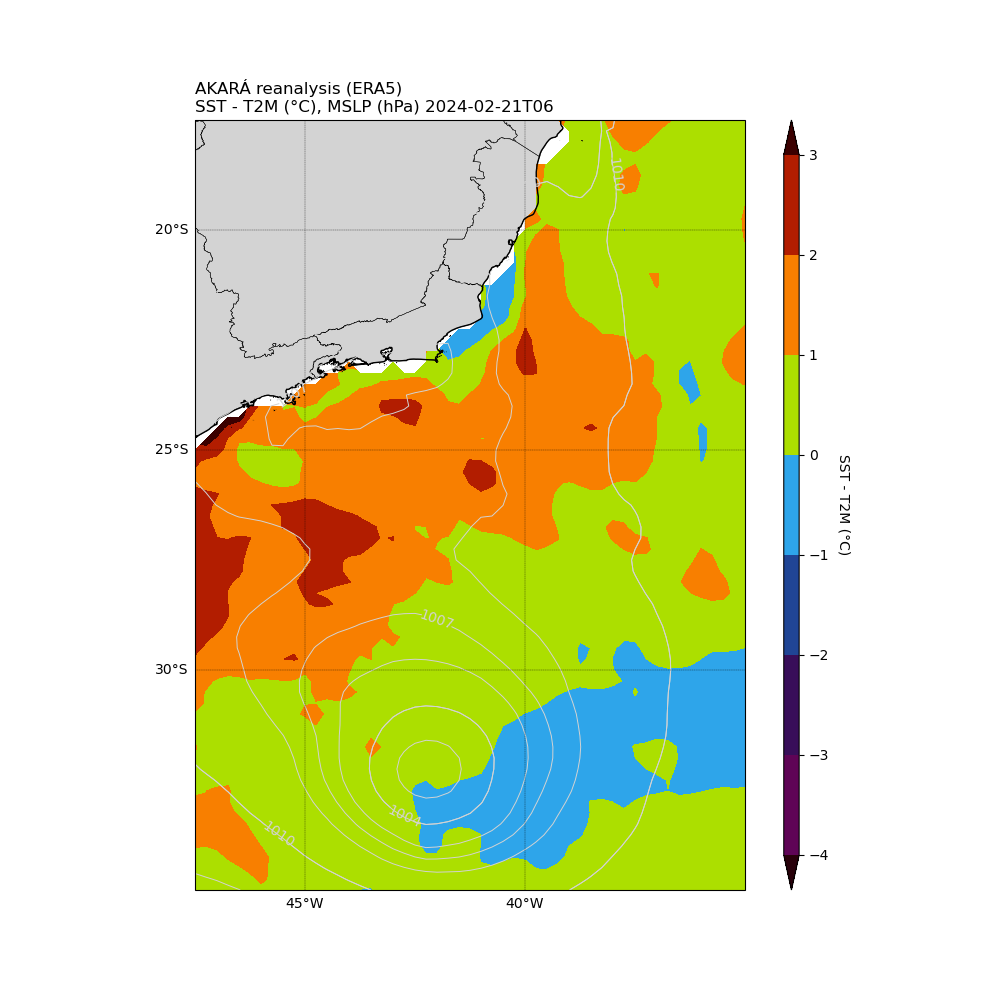 AKARÁ reanalysis (ERA5)
SST - T2M (°C), MSLP (hPa) 2024-02-21T06
1010
20°S
25°S
30°S
1007
1004
1010
45°W
40°W
3
2
1
0
−1
−2
−3
−4
SST - T2M (°C)